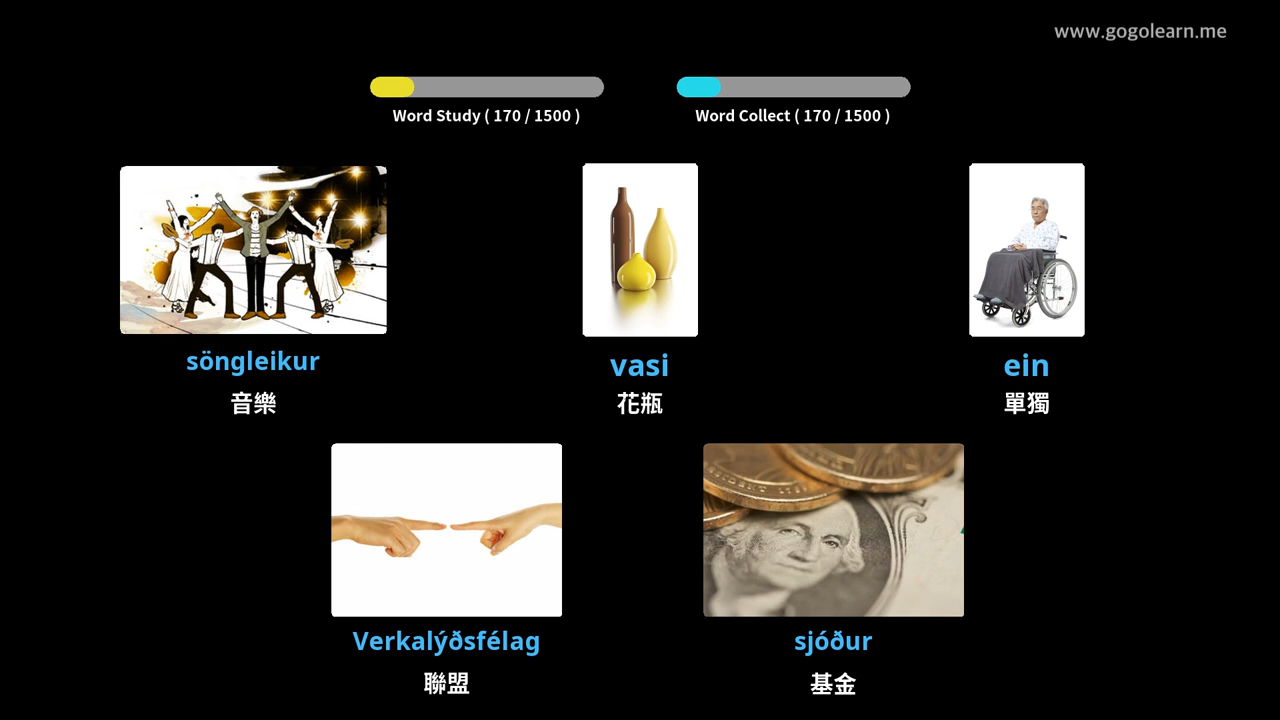 www.gogolearn.me
Word Study ( 170 / 1500 )
Word Collect ( 170 / 1500 )
söngleikur
音樂
vasi
花瓶
ein
單獨
Verkalýðsfélag
聯盟
sjóður
基金